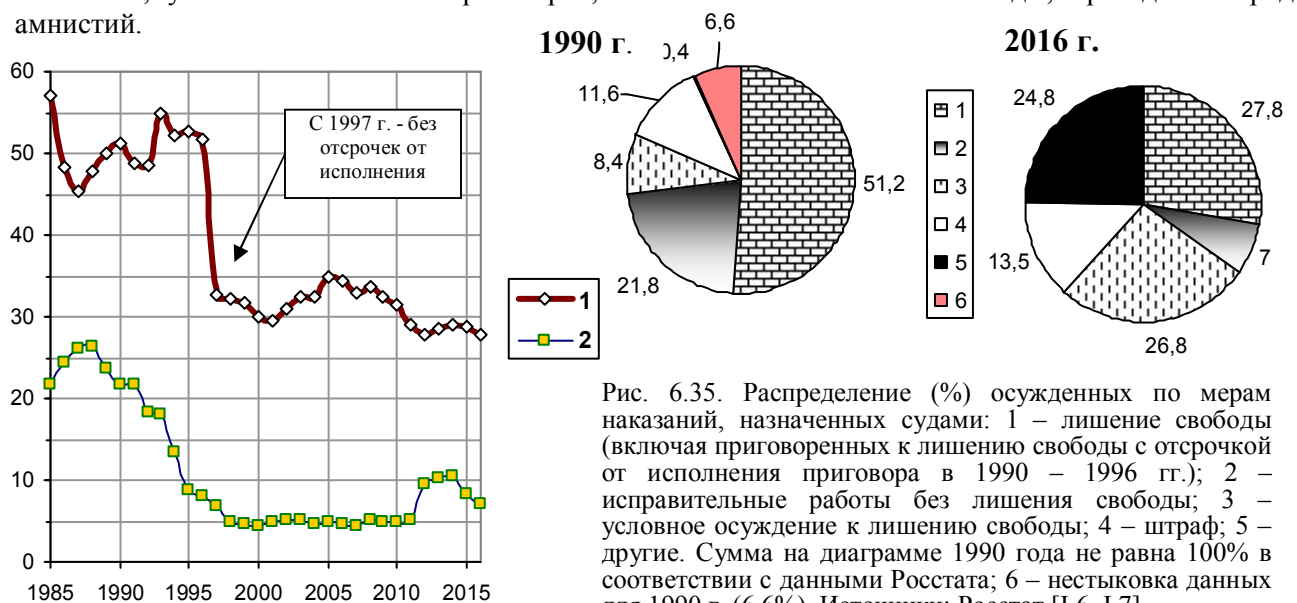 амнистий.
60
50
40
30
20
10
0
1985 1990 1995 2000 2005 2010 2015
С 1997 г. - без
отсрочек от
исполнения
1
2
1990 г.
6,6
0,4
11,6
8,4
21,8
51,2
2016 г.
1
2
3
4
5
6
24,8
27,8
7
13,5
26,8
Рис. 6.35. Распределение (%) осужденных по мерам
наказаний, назначенных судами: 1 – лишение свободы
(включая приговоренных к лишению свободы с отсрочкой
от исполнения приговора в 1990 – 1996 гг.); 2 –
исправительные работы без лишения свободы; 3 –
условное осуждение к лишению свободы; 4 – штраф; 5 –
другие. Сумма на диаграмме 1990 года не равна 100% в
соответствии с данными Росстата; 6 – нестыковка данных